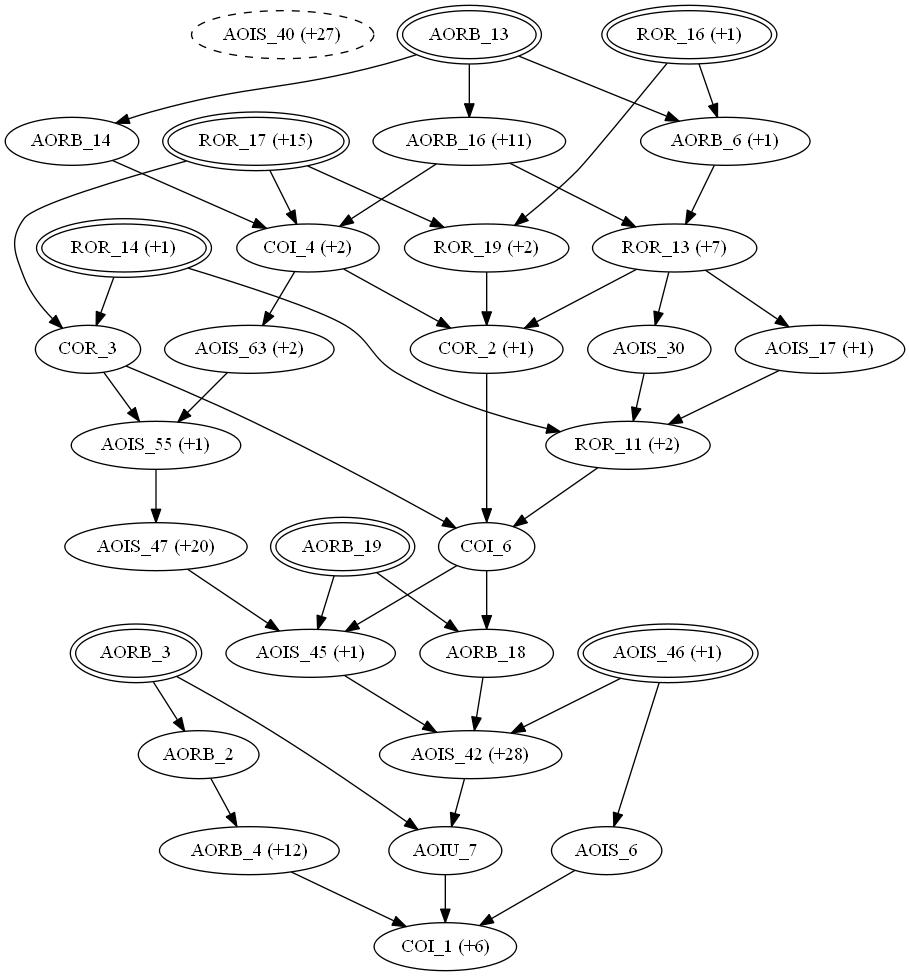 AOIS_40 (+27)
AORB_13
ROR_16 (+1)
AORB_14
ROR_17 (+15)
AORB_16 (+11)
AORB_6 (+1)
ROR_14 (+1)
COI_4 (+2)
ROR_19 (+2)
ROR_13 (+7)
COR_3
AOIS_63 (+2)
COR_2 (+1)
AOIS_30
AOIS_17 (+1)
AOIS_55 (+1)
ROR_11 (+2)
AOIS_47 (+20)
AORB_19
COI_6
AORB_3
AOIS_45 (+1)
AORB_18
AOIS_46 (+1)
AORB_2
AOIS_42 (+28)
AORB_4 (+12)
AOIU_7
AOIS_6
COI_1 (+6)